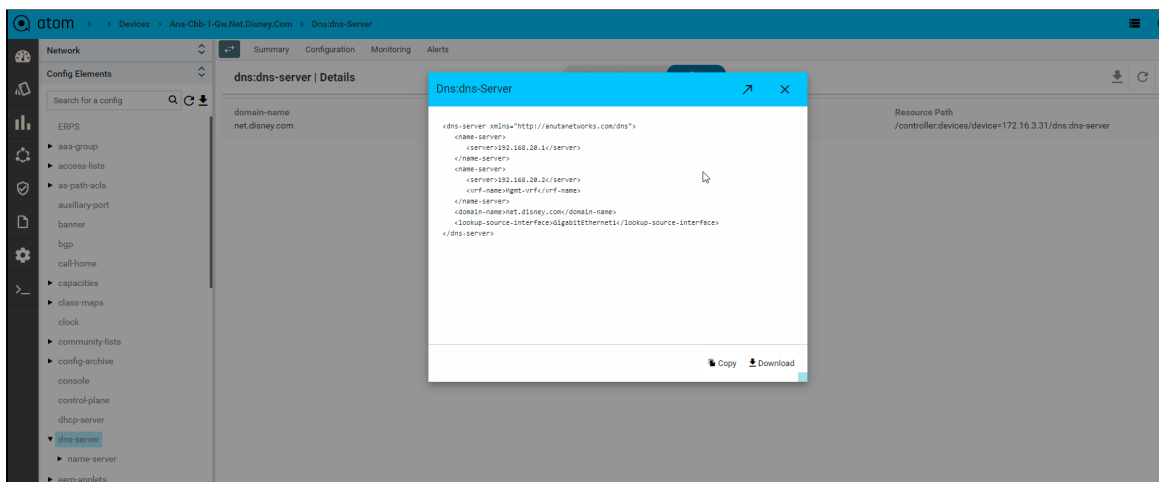 atom > > Devices > Ana-Cbb-1-Gw.Net.Disney.Com > Dns:dns-Server
Network
Config Elements
Search for a config
ERPS
aaa-group
access-lists
as-path-acls
auxiliary-port
banner
bgp
call-home
capacities
class-maps
clock
community-lists
config-archive
console
control-plane
dhcp-server
dns-server
name-server
eem-applets
Summary Configuration Monitoring Alerts
dns:dns-server | Details
domain-name
net.disney.com
Resource Path
/controller:devices/device=172.16.3.31/dns:dns-server
Dns:dns-Server
<dns-server xmlns="http://anutanetworks.com/dns">
<name-server>
<server>192.168.20.1</server>
</name-server>
<name-server>
<server>192.168.20.2</server>
<vrf-name>Mgmt-vrf</vrf-name>
</name-server>
<domain-name>net.disney.com</domain-name>
<lookup-source-interface>GigabitEthernet1</lookup-source-interface>
</dns-server>
Copy Download